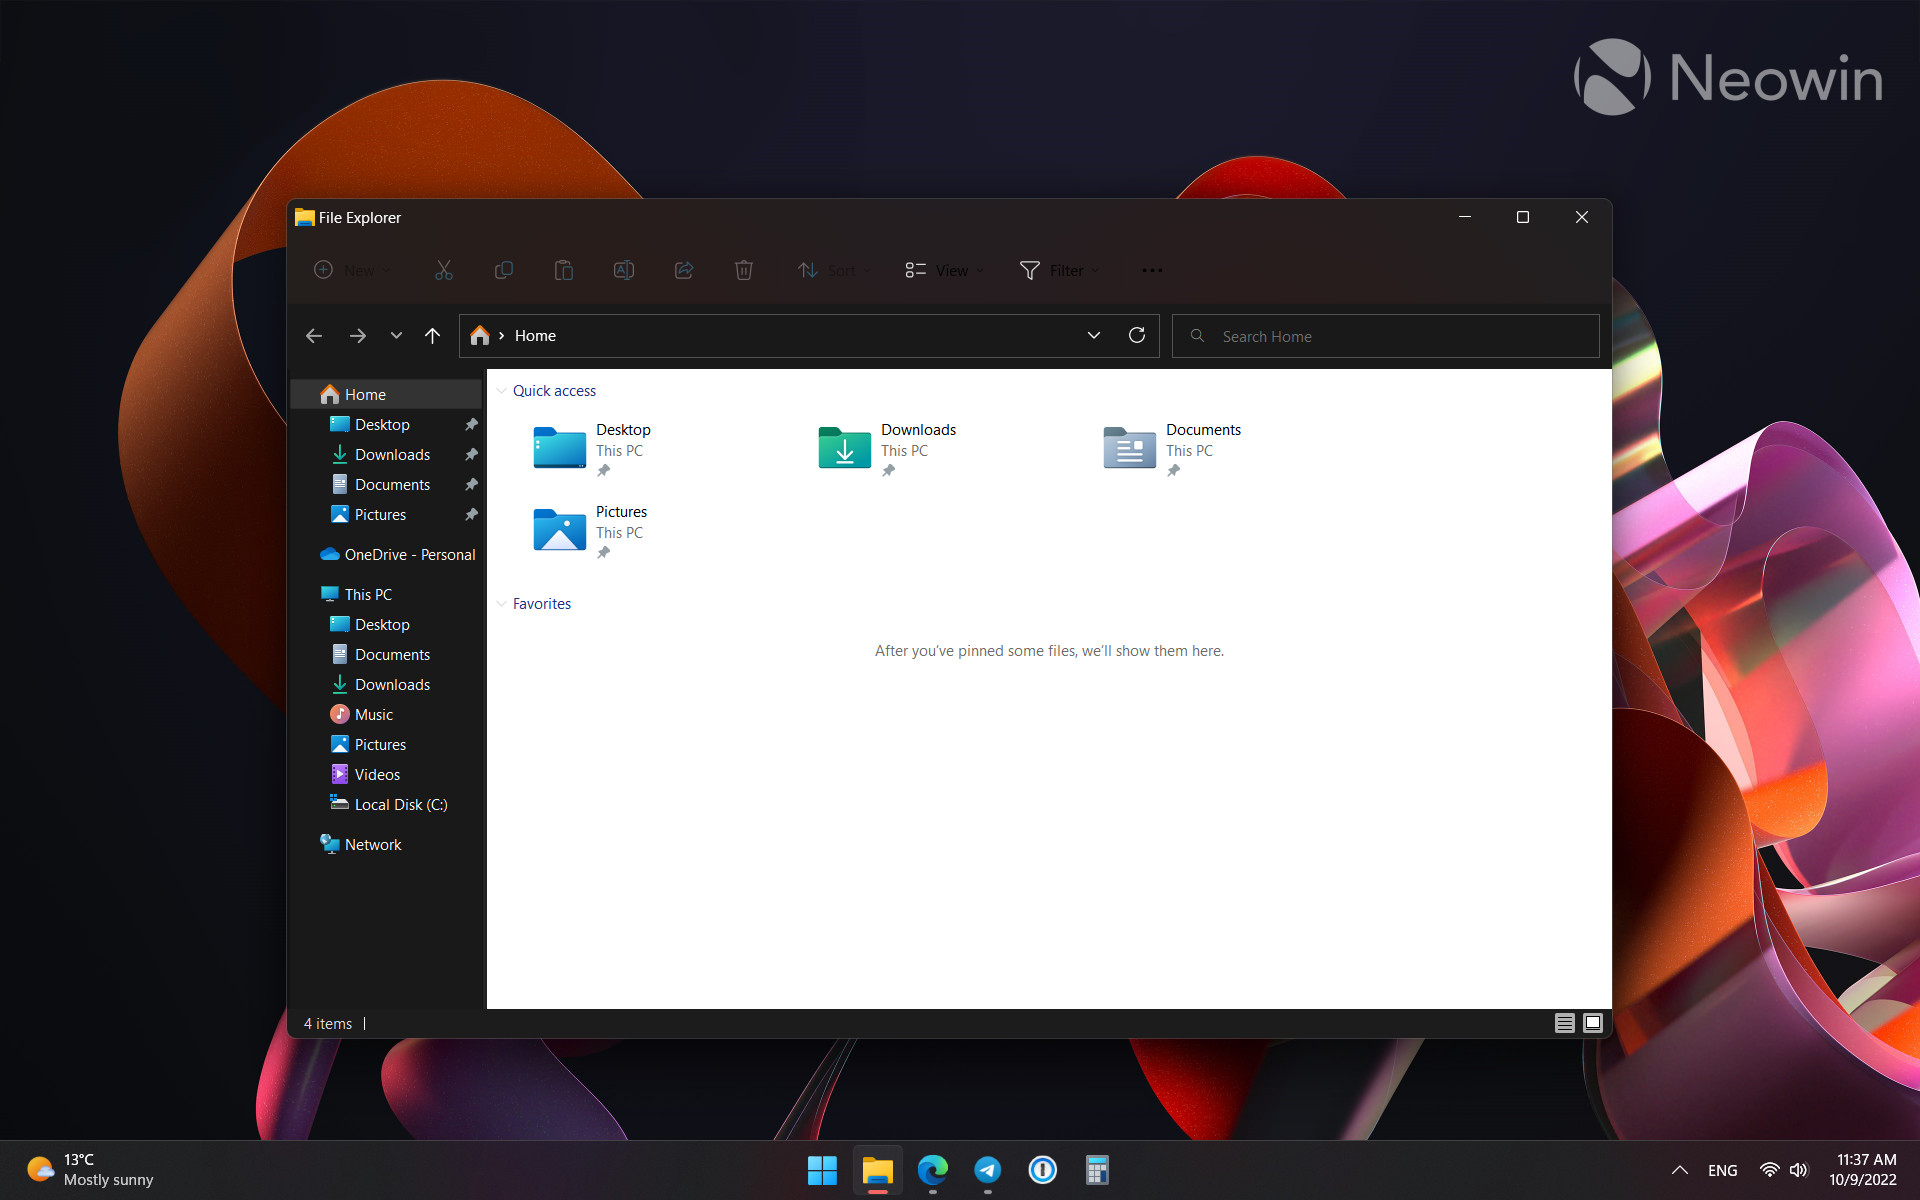 Neowin
File Explorer
New
Sort
View
Filter
Home
Search Home
Home
Desktop
Downloads
Documents
Pictures
OneDrive - Personal
This PC
Desktop
Documents
Downloads
Music
Pictures
Videos
Local Disk (C:)
Network
Quick access
Desktop
This PC
Downloads
This PC
Documents
This PC
Pictures
This PC
Favorites
After you've pinned some files, we'll show them here.
4 items
13°C
Mostly sunny
ENG
11:37 AM
10/9/2022